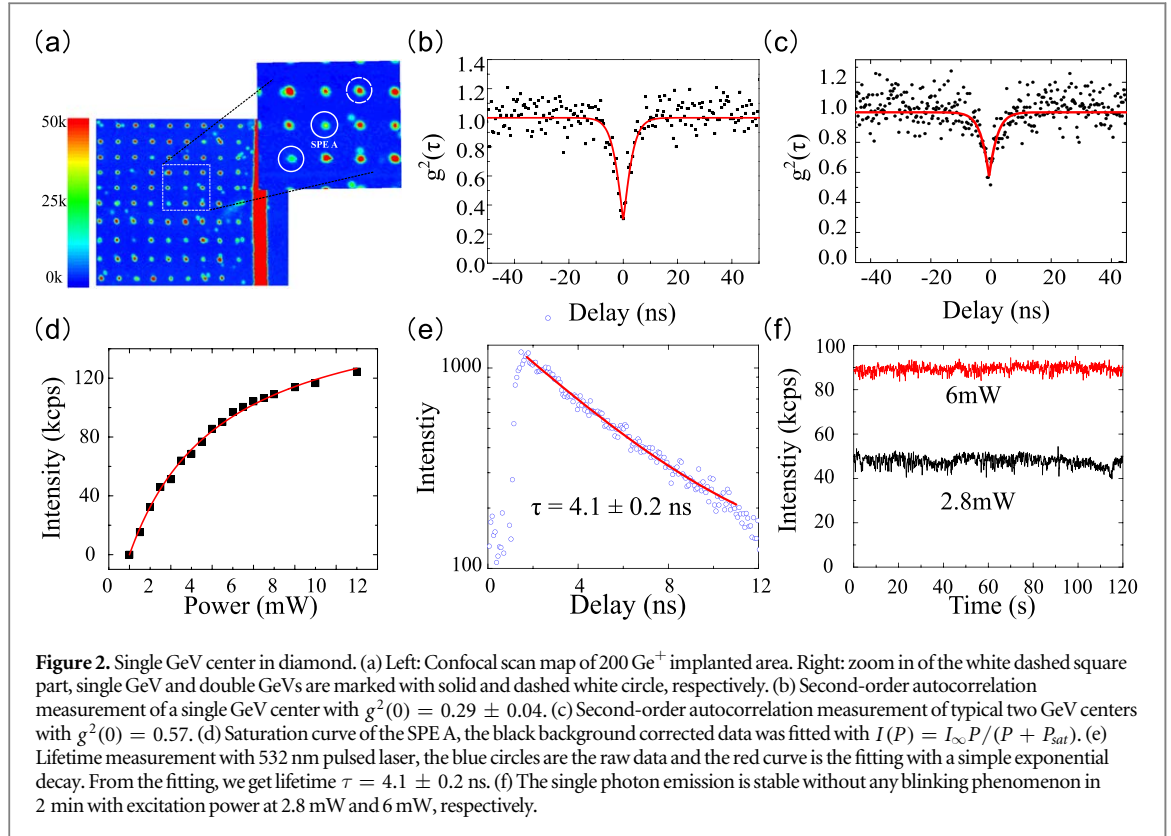 (a)
50k
25k
0k
SPE A
(b)
g²(τ)
1.4
1.2
1.0
0.8
0.6
0.4
0.2
0.0
-40 -20 0 20 40
Delay (ns)
(c)
g²(τ)
1.2
1.0
0.8
0.6
0.4
0.2
0.0
-40 -20 0 20 40
Delay (ns)
(d)
Intensity (kcps)
120
80
40
0
0 2 4 6 8 10 12
Power (mW)
(e)
Intenstiy
1000
100
τ = 4.1 ± 0.2 ns
0 4 8 12
Delay (ns)
(f)
Intenstiy (kcps)
100
80
60
40
20
0
6mW
2.8mW
0 20 40 60 80 100 120
Time (s)
Figure 2. Single GeV center in diamond. (a) Left: Confocal scan map of 200 Ge⁺ implanted area. Right: zoom in of the white dashed square
part, single GeV and double GeVs are marked with solid and dashed white circle, respectively. (b) Second-order autocorrelation
measurement of a single GeV center with g²(0) = 0.29 ± 0.04. (c) Second-order autocorrelation measurement of typical two GeV centers
with g²(0) = 0.57. (d) Saturation curve of the SPE A, the black background corrected data was fitted with I(P) = I∞P/(P + Psat). (e)
Lifetime measurement with 532 nm pulsed laser, the blue circles are the raw data and the red curve is the fitting with a simple exponential
decay. From the fitting, we get lifetime τ = 4.1 ± 0.2 ns. (f) The single photon emission is stable without any blinking phenomenon in
2 min with excitation power at 2.8 mW and 6 mW, respectively.